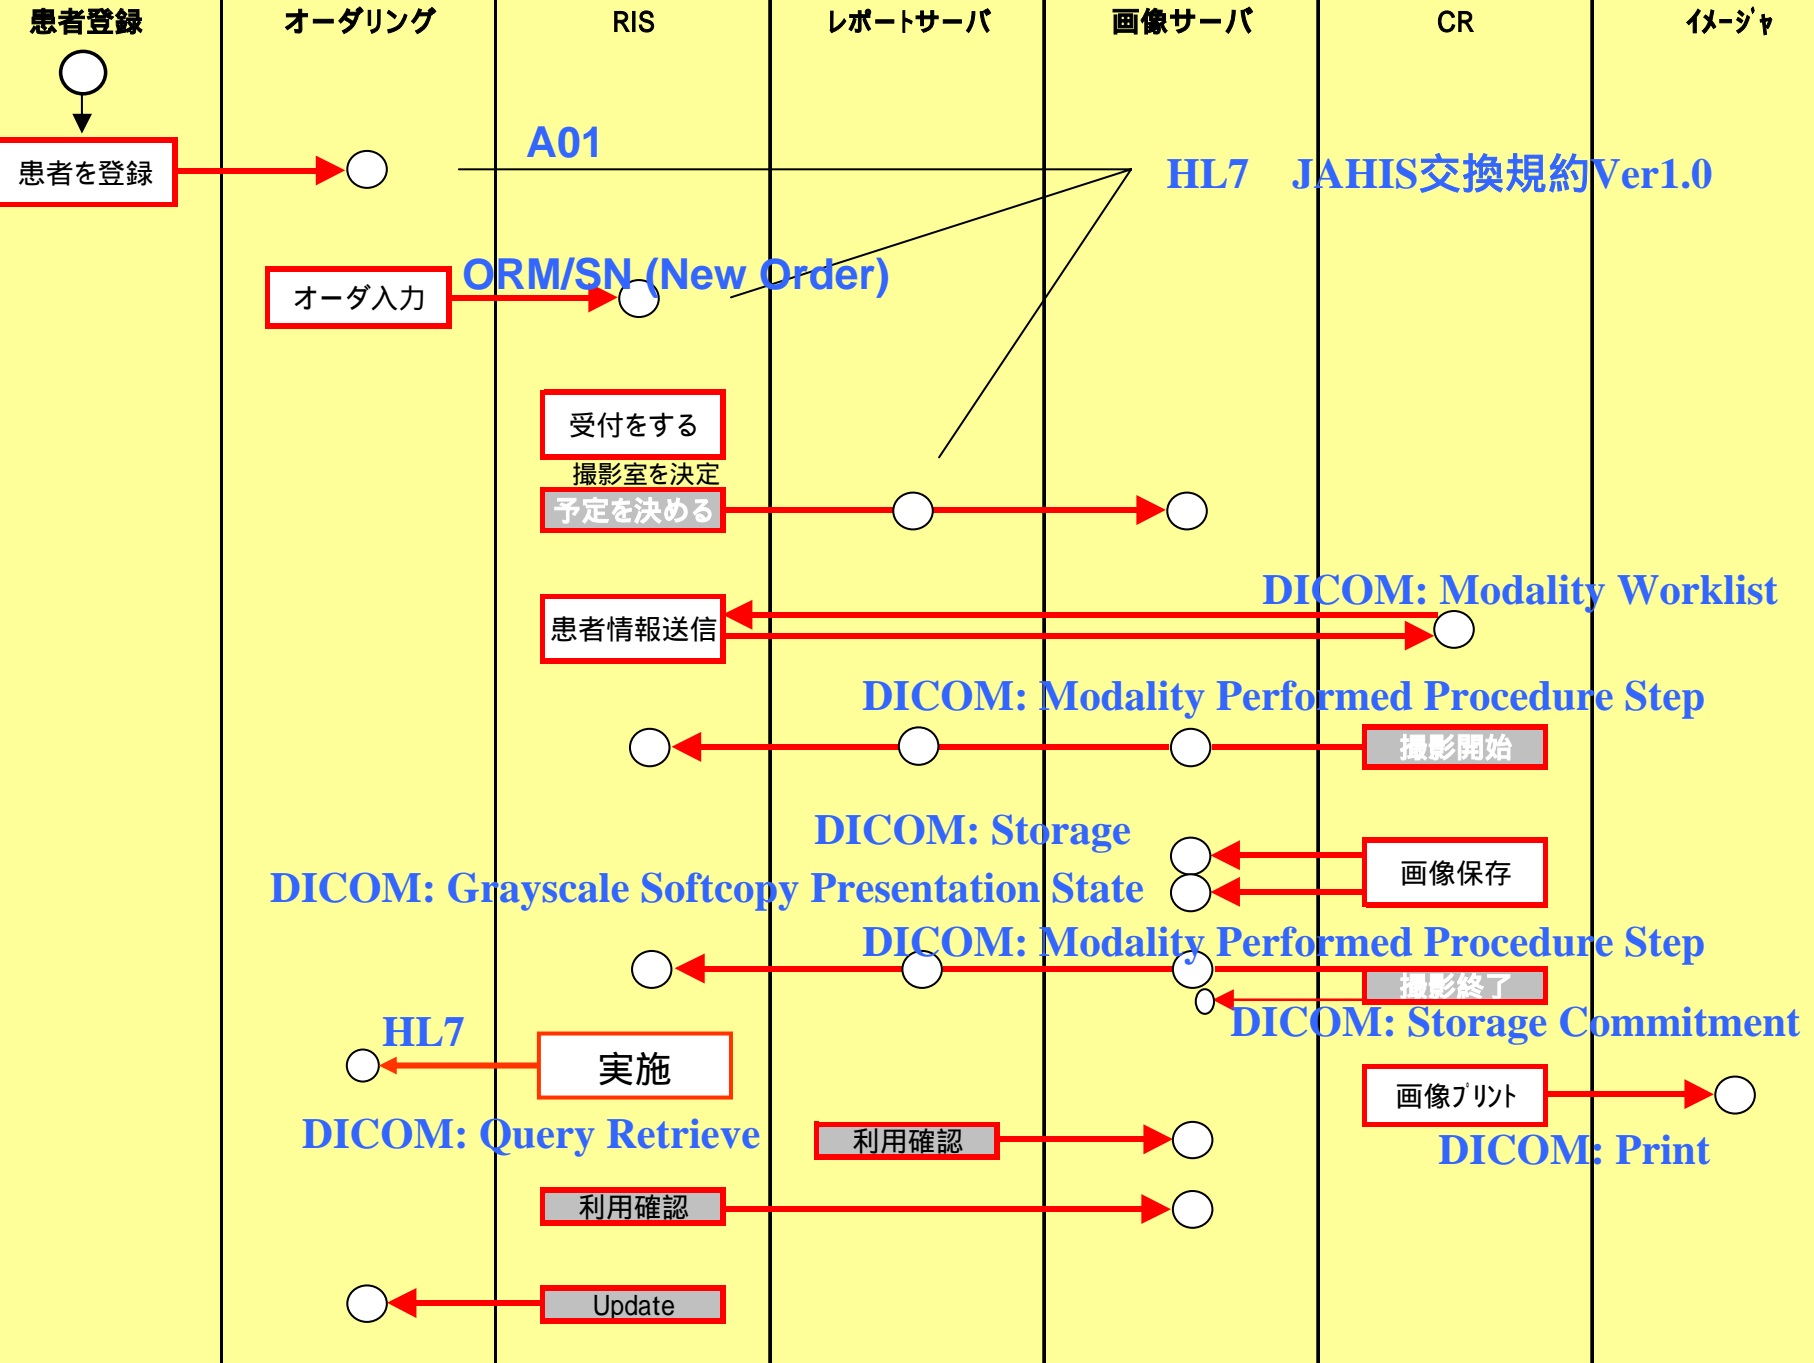 患者登録
オーダリング
RIS
レポートサーバ
画像サーバ
CR
ｲﾒｰｼﾞｬ
A01
患者を登録
HL7　JAHIS交換規約Ver1.0
ORM/SN (New Order)
オーダ入力
受付をする
撮影室を決定
予定を決める
DICOM: Modality Worklist
患者情報送信
DICOM: Modality Performed Procedure Step
撮影開始
DICOM: Storage
画像保存
DICOM: Grayscale Softcopy Presentation State
DICOM: Modality Performed Procedure Step
撮影終了
DICOM: Storage Commitment
HL7
実施
画像ﾌﾟﾘﾝﾄ
DICOM: Query Retrieve
利用確認
DICOM: Print
利用確認
Update